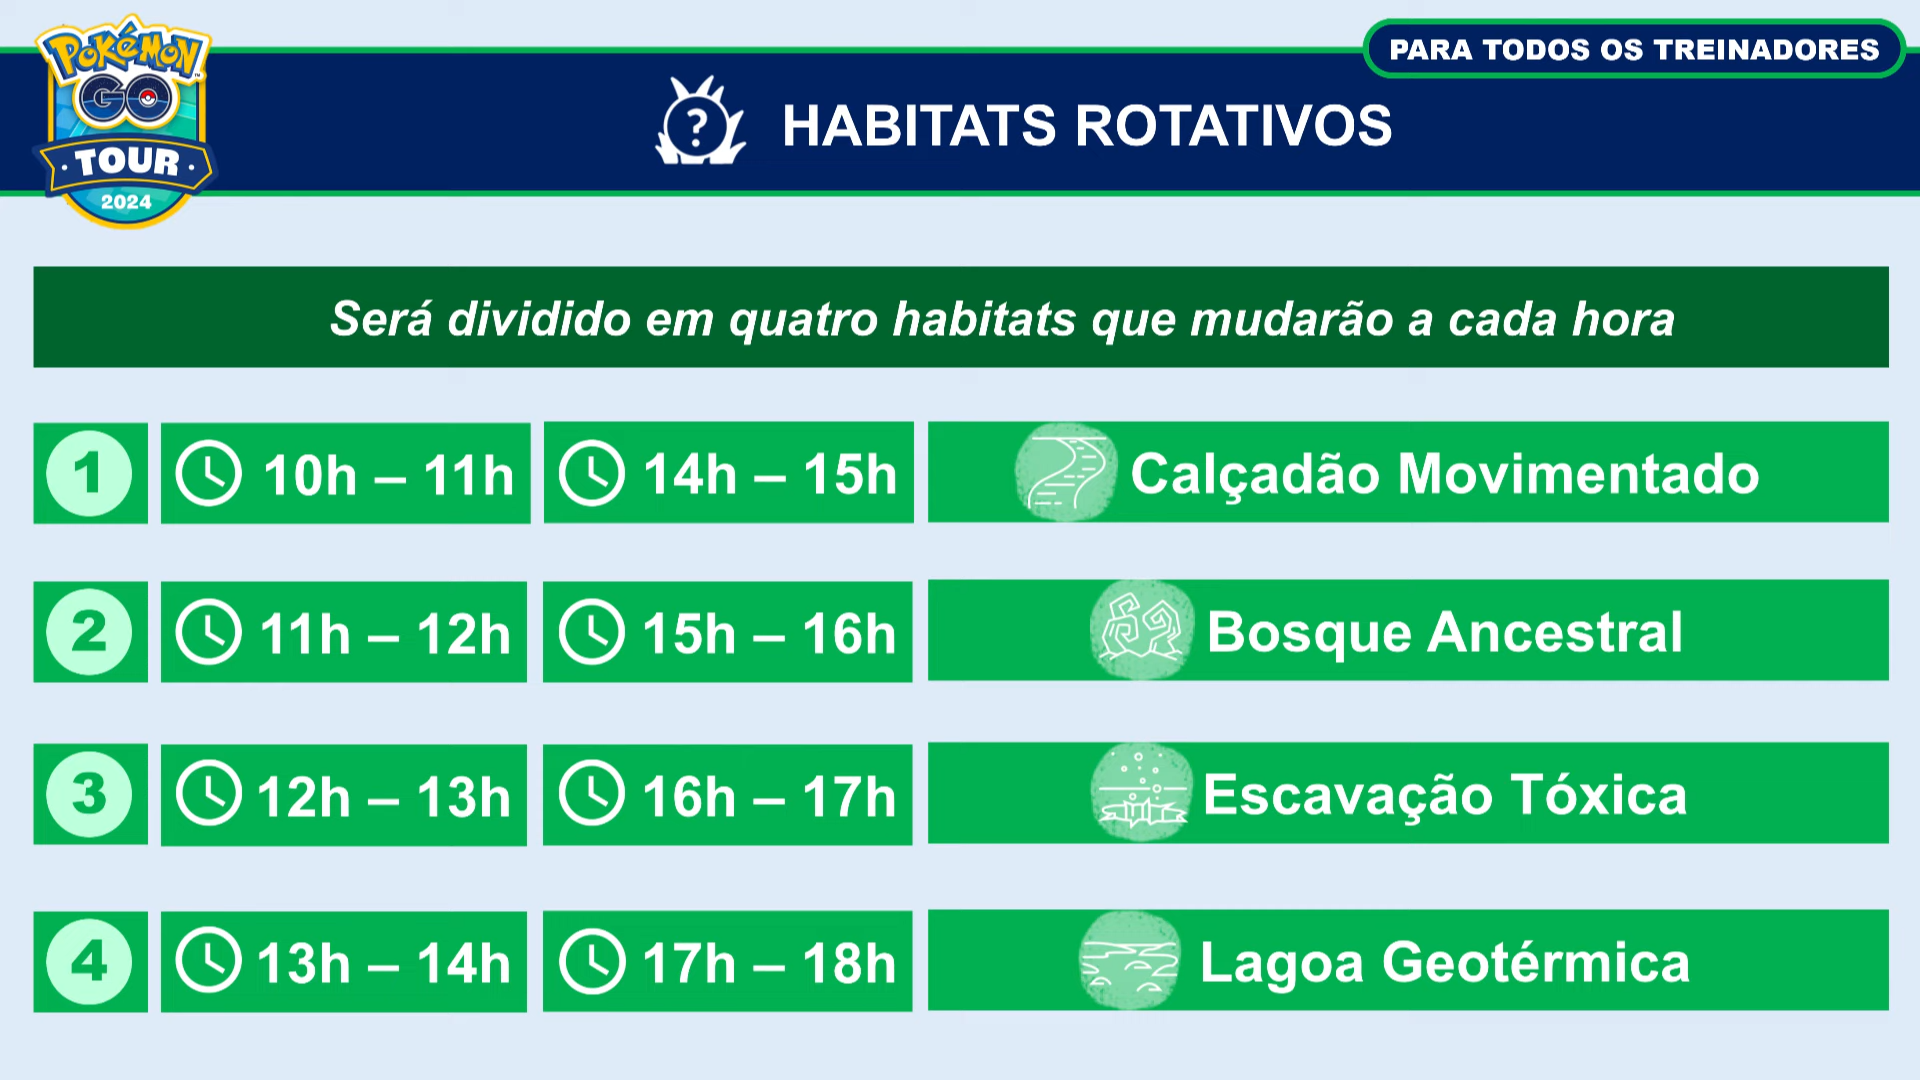 PARA TODOS OS TREINADORES
POKÉMON
GO
TOUR
2024
? HABITATS ROTATIVOS
Será dividido em quatro habitats que mudarão a cada hora
1 10h – 11h 14h – 15h Calçadão Movimentado
2 11h – 12h 15h – 16h Bosque Ancestral
3 12h – 13h 16h – 17h Escavação Tóxica
4 13h – 14h 17h – 18h Lagoa Geotérmica